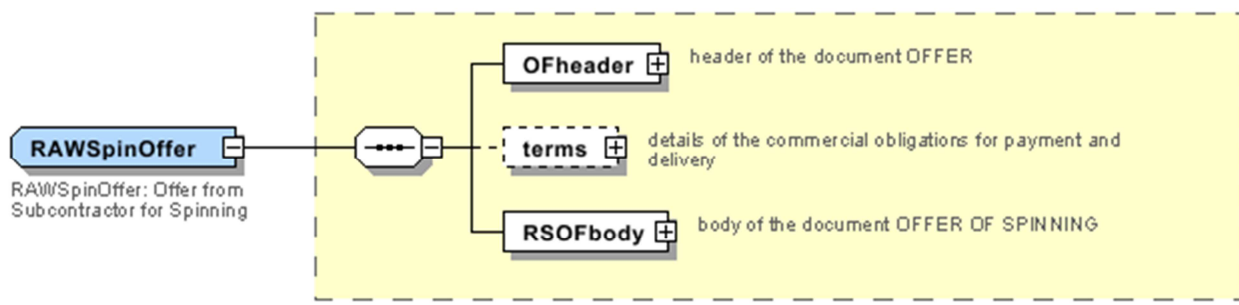 OFheader
header of the document OFFER
RAWSpinOffer
terms
details of the commercial obligations for payment and
delivery
RAWSpinOffer: Offer from
Subcontractor for Spinning
RSOFbody
body of the document OFFER OF SPINNING